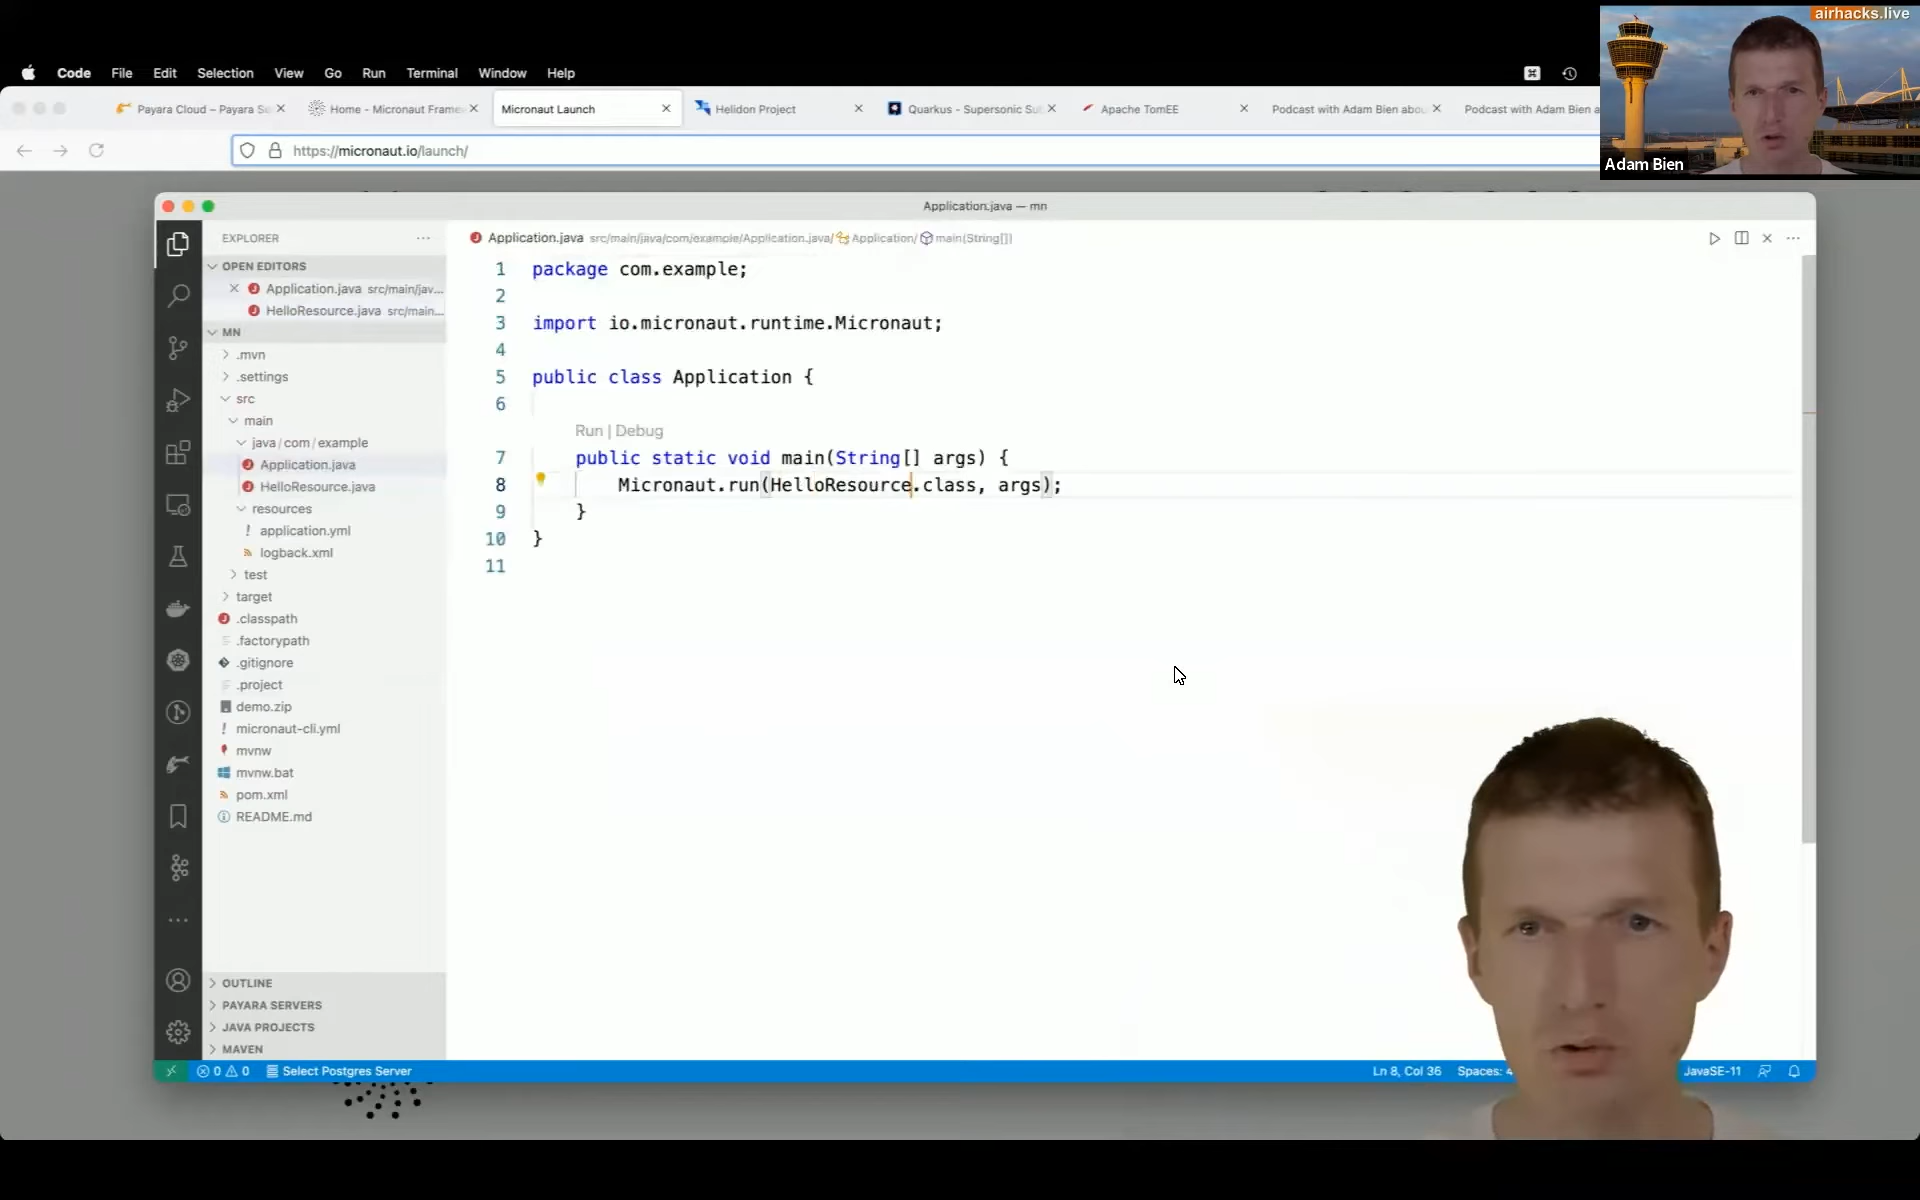 airhacks.live
Code File Edit Selection View Go Run Terminal Window Help
Payara Cloud – Payara Home - Micronaut Micronaut Launch Helidon Project Quarkus - Supersonic Apache TomEE Podcast with Adam Bien Podcast with Adam Bien
https://micronaut.io/launch/
Adam Bien
Application.java — mn
EXPLORER
OPEN EDITORS
Application.java src/main/jav...
HelloResource.java src/main...
MN
.mvn
.settings
src
main
java/com/example
Application.java
HelloResource.java
resources
application.yml
logback.xml
test
target
.classpath
.factorypath
.gitignore
.project
demo.zip
micronaut-cli.yml
mvnw
mvnw.bat
pom.xml
README.md
OUTLINE
PAYARA SERVERS
JAVA PROJECTS
MAVEN
Application.java src/main/java/com/example/Application.java/ Application/ main(String[])
1 package com.example;
2
3 import io.micronaut.runtime.Micronaut;
4
5 public class Application {
6
Run | Debug
7 public static void main(String[] args) {
8 Micronaut.run(HelloResource.class, args);
9 }
10 }
11
0 0 Select Postgres Server Ln 8, Col 36 Spaces: JavaSE-11